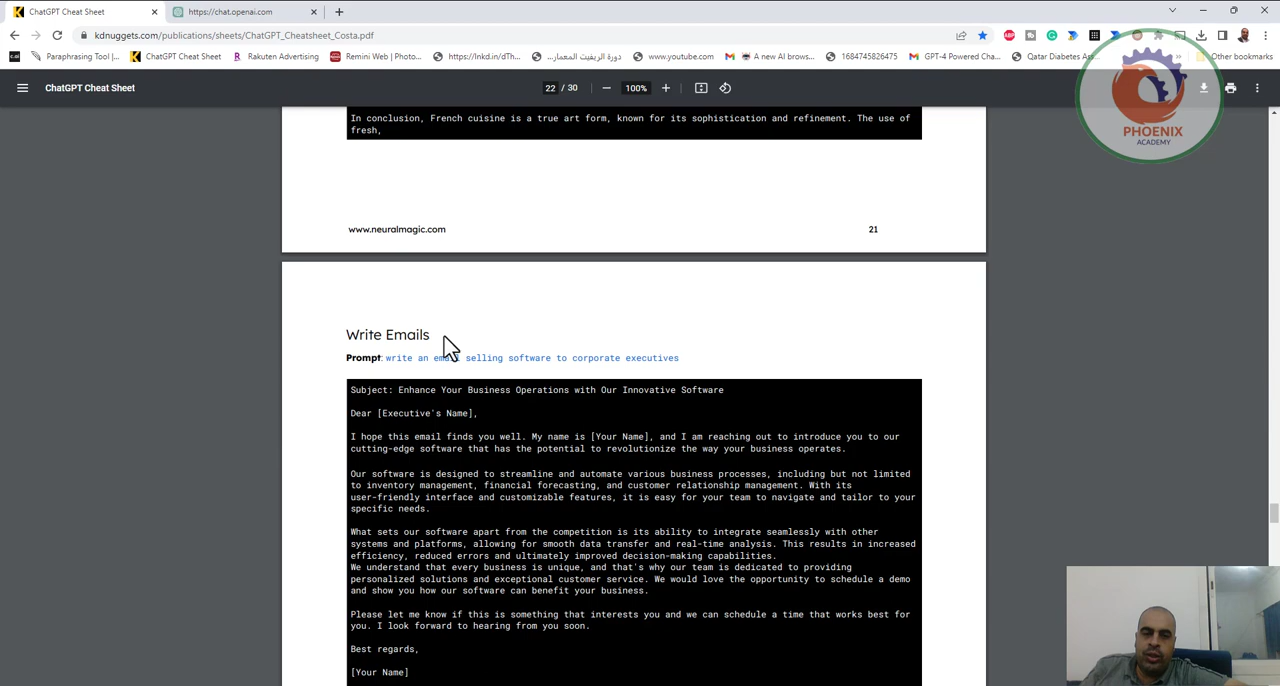 ChatGPT Cheat Sheet
https://chat.openai.com
kdnuggets.com/publications/sheets/ChatGPT_Cheatsheet_Costa.pdf
Paraphrasing Tool |...
ChatGPT Cheat Sheet
Rakuten Advertising
Remini Web | Photo...
https://lnkd.in/dTh...
دورة الريفيت المعمار...
www.youtube.com
A new AI brows...
1684745826475
GPT-4 Powered Cha...
Qatar Diabetes Ass...
Other bookmarks
ChatGPT Cheat Sheet
22 / 30
100%
PHOENIX
ACADEMY
In conclusion, French cuisine is a true art form, known for its sophistication and refinement. The use of
fresh,
www.neuralmagic.com
21
Write Emails
Prompt: write an email selling software to corporate executives
Subject: Enhance Your Business Operations with Our Innovative Software
Dear [Executive's Name],
I hope this email finds you well. My name is [Your Name], and I am reaching out to introduce you to our
cutting-edge software that has the potential to revolutionize the way your business operates.
Our software is designed to streamline and automate various business processes, including but not limited
to inventory management, financial forecasting, and customer relationship management. With its
user-friendly interface and customizable features, it is easy for your team to navigate and tailor to your
specific needs.
What sets our software apart from the competition is its ability to integrate seamlessly with other
systems and platforms, allowing for smooth data transfer and real-time analysis. This results in increased
efficiency, reduced errors and ultimately improved decision-making capabilities.
We understand that every business is unique, and that's why our team is dedicated to providing
personalized solutions and exceptional customer service. We would love the opportunity to schedule a demo
and show you how our software can benefit your business.
Please let me know if this is something that interests you and we can schedule a time that works best for
you. I look forward to hearing from you soon.
Best regards,
[Your Name]